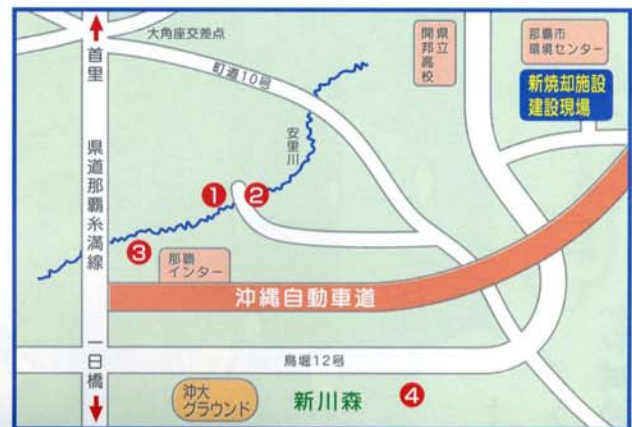 首里
大角座交差点
県立
開邦高校
那覇市
環境センター
新焼却施設
建設現場
町道10号
安里川
県道那覇糸満線
1
2
3
那覇
インター
沖縄自動車道
鳥堀12号
一日橋
沖大
グラウンド
新川森
4